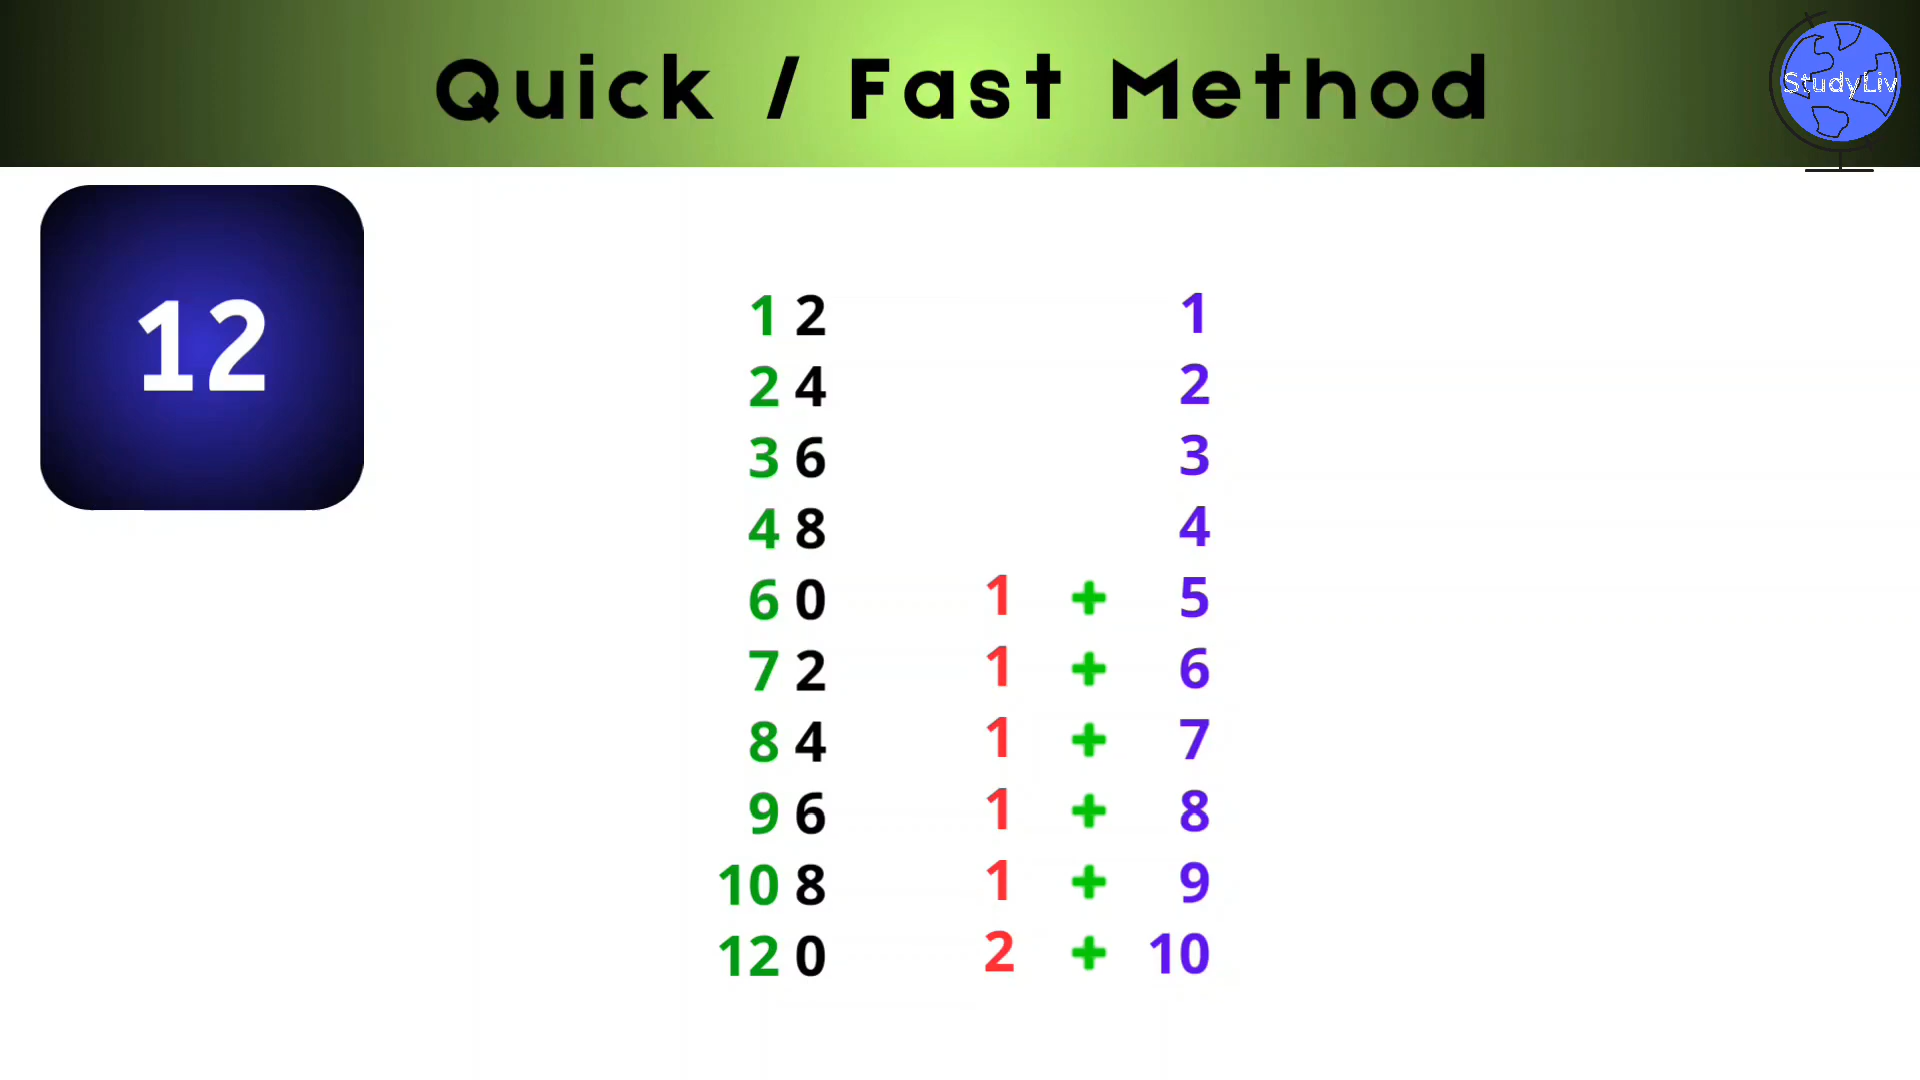 Quick / Fast Method
StudyLiv
12
12 1
24 2
36 3
48 4
60 1 + 5
72 1 + 6
84 1 + 7
96 1 + 8
108 1 + 9
120 2 + 10